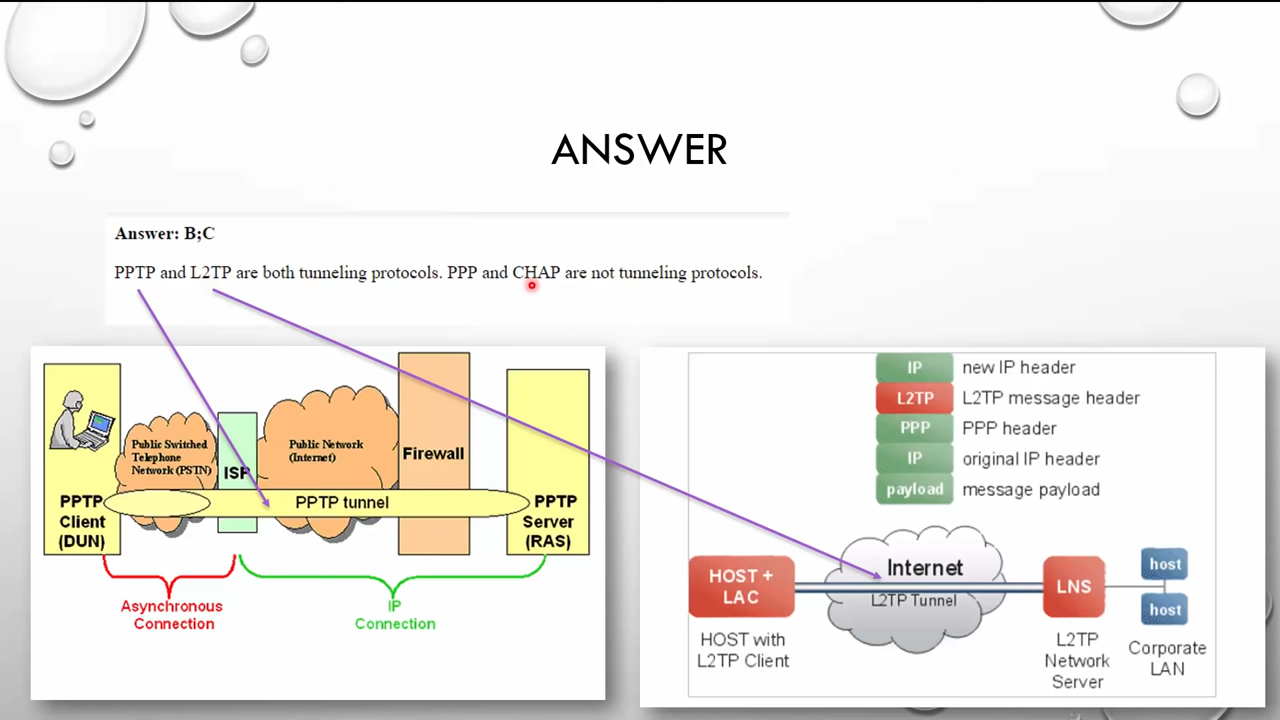 ANSWER
Answer: B;C
PPTP and L2TP are both tunneling protocols. PPP and CHAP are not tunneling protocols.
Public Switched
Telephone
Network (PSTN)
ISP
Public Network
(Internet)
Firewall
PPTP
Client
(DUN)
PPTP tunnel
PPTP
Server
(RAS)
Asynchronous
Connection
IP
Connection
IP new IP header
L2TP L2TP message header
PPP PPP header
IP original IP header
payload message payload
HOST +
LAC
Internet
L2TP Tunnel
LNS
host
host
HOST with
L2TP Client
L2TP
Network
Server
Corporate
LAN